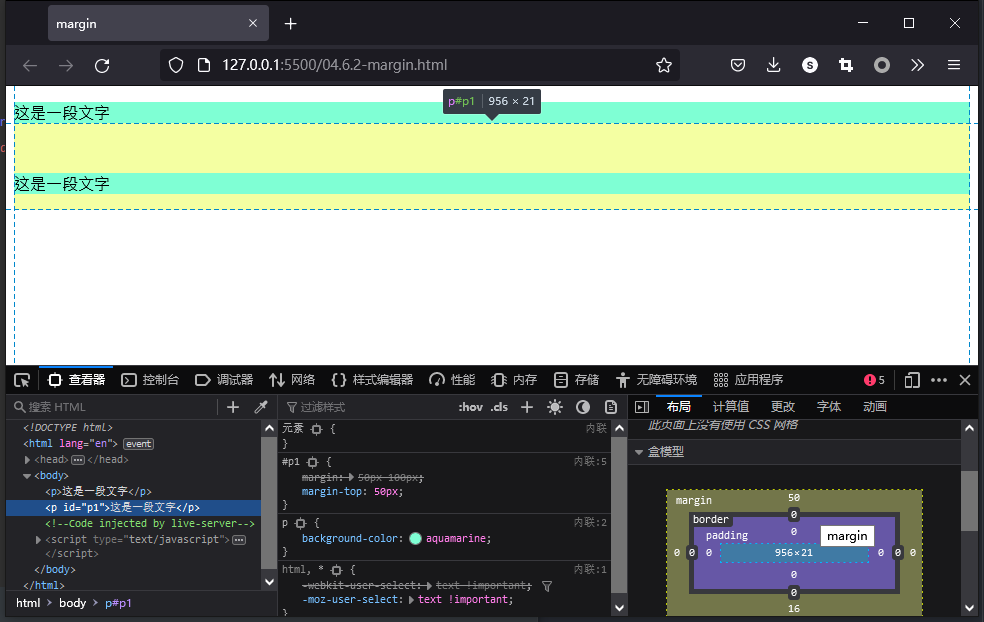 margin
127.0.0.1:5500/04.6.2-margin.html
S
这是一段文字
p#p1 956 × 21
这是一段文字
查看器 控制台 调试器 网络 样式编辑器 性能 内存 存储 无障碍环境 应用程序 5
搜索 HTML
过滤样式 :hov .cls
布局 计算值 更改 字体 动画
<!DOCTYPE html>
<html lang="en"> event
<head> </head>
<body>
<p>这是一段文字</p>
<p id="p1">这是一段文字</p>
<!--Code injected by live-server-->
<script type="text/javascript">
</script>
</body>
</html>
html > body > p#p1
元素 { 内联
}
#p1 { 内联:5
margin: 50px 100px;
margin-top: 50px;
}
p { 内联:2
background-color: aquamarine;
}
html, * { 内联:1
-webkit-user-select: text !important;
-moz-user-select: text !important;
}
此页面上没有使用 CSS 网格
盒模型
margin 50
border 0
padding 0
margin
0 0 0 956×21 0 0 0
0
0
16